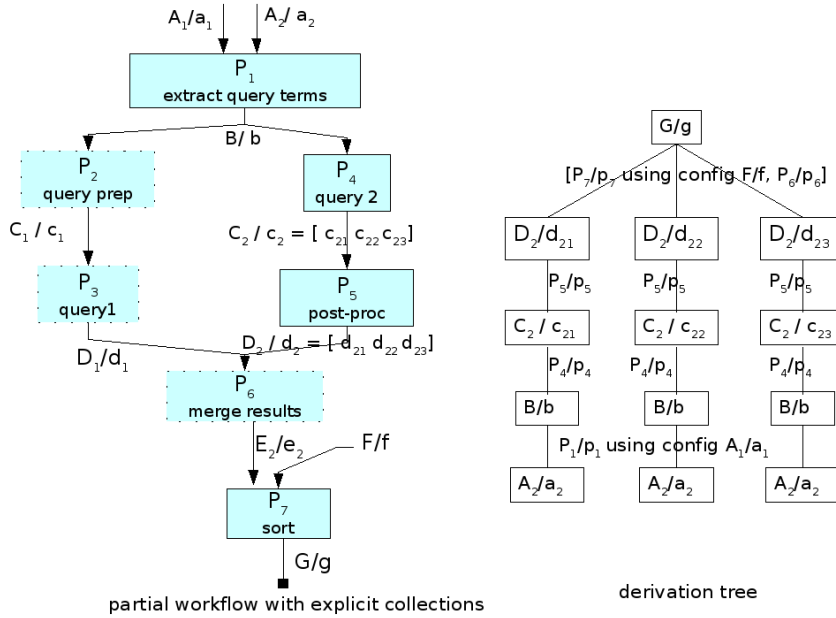 A₁/a₁
A₂/ a₂
P₁
extract query terms
B/ b
P₂
query prep
P₄
query 2
C₁ / c₁
C₂ / c₂ = [ c₂₁ c₂₂ c₂₃]
P₃
query1
P₅
post-proc
D₁/d₁
D₂ / d₂ = [ d₂₁ d₂₂ d₂₃]
P₆
merge results
E₂/e₂
F/f
P₇
sort
G/g
partial workflow with explicit collections
G/g
[P₇/p₇ using config F/f, P₆/p₆]
D₂/d₂₁
D₂/d₂₂
D₂/d₂₃
P₅/p₅
P₅/p₅
P₅/p₅
C₂ / c₂₁
C₂ / c₂₂
C₂ / c₂₃
P₄/p₄
P₄/p₄
P₄/p₄
B/b
B/b
B/b
P₁/p₁ using config A₁/a₁
A₂/a₂
A₂/a₂
A₂/a₂
derivation tree